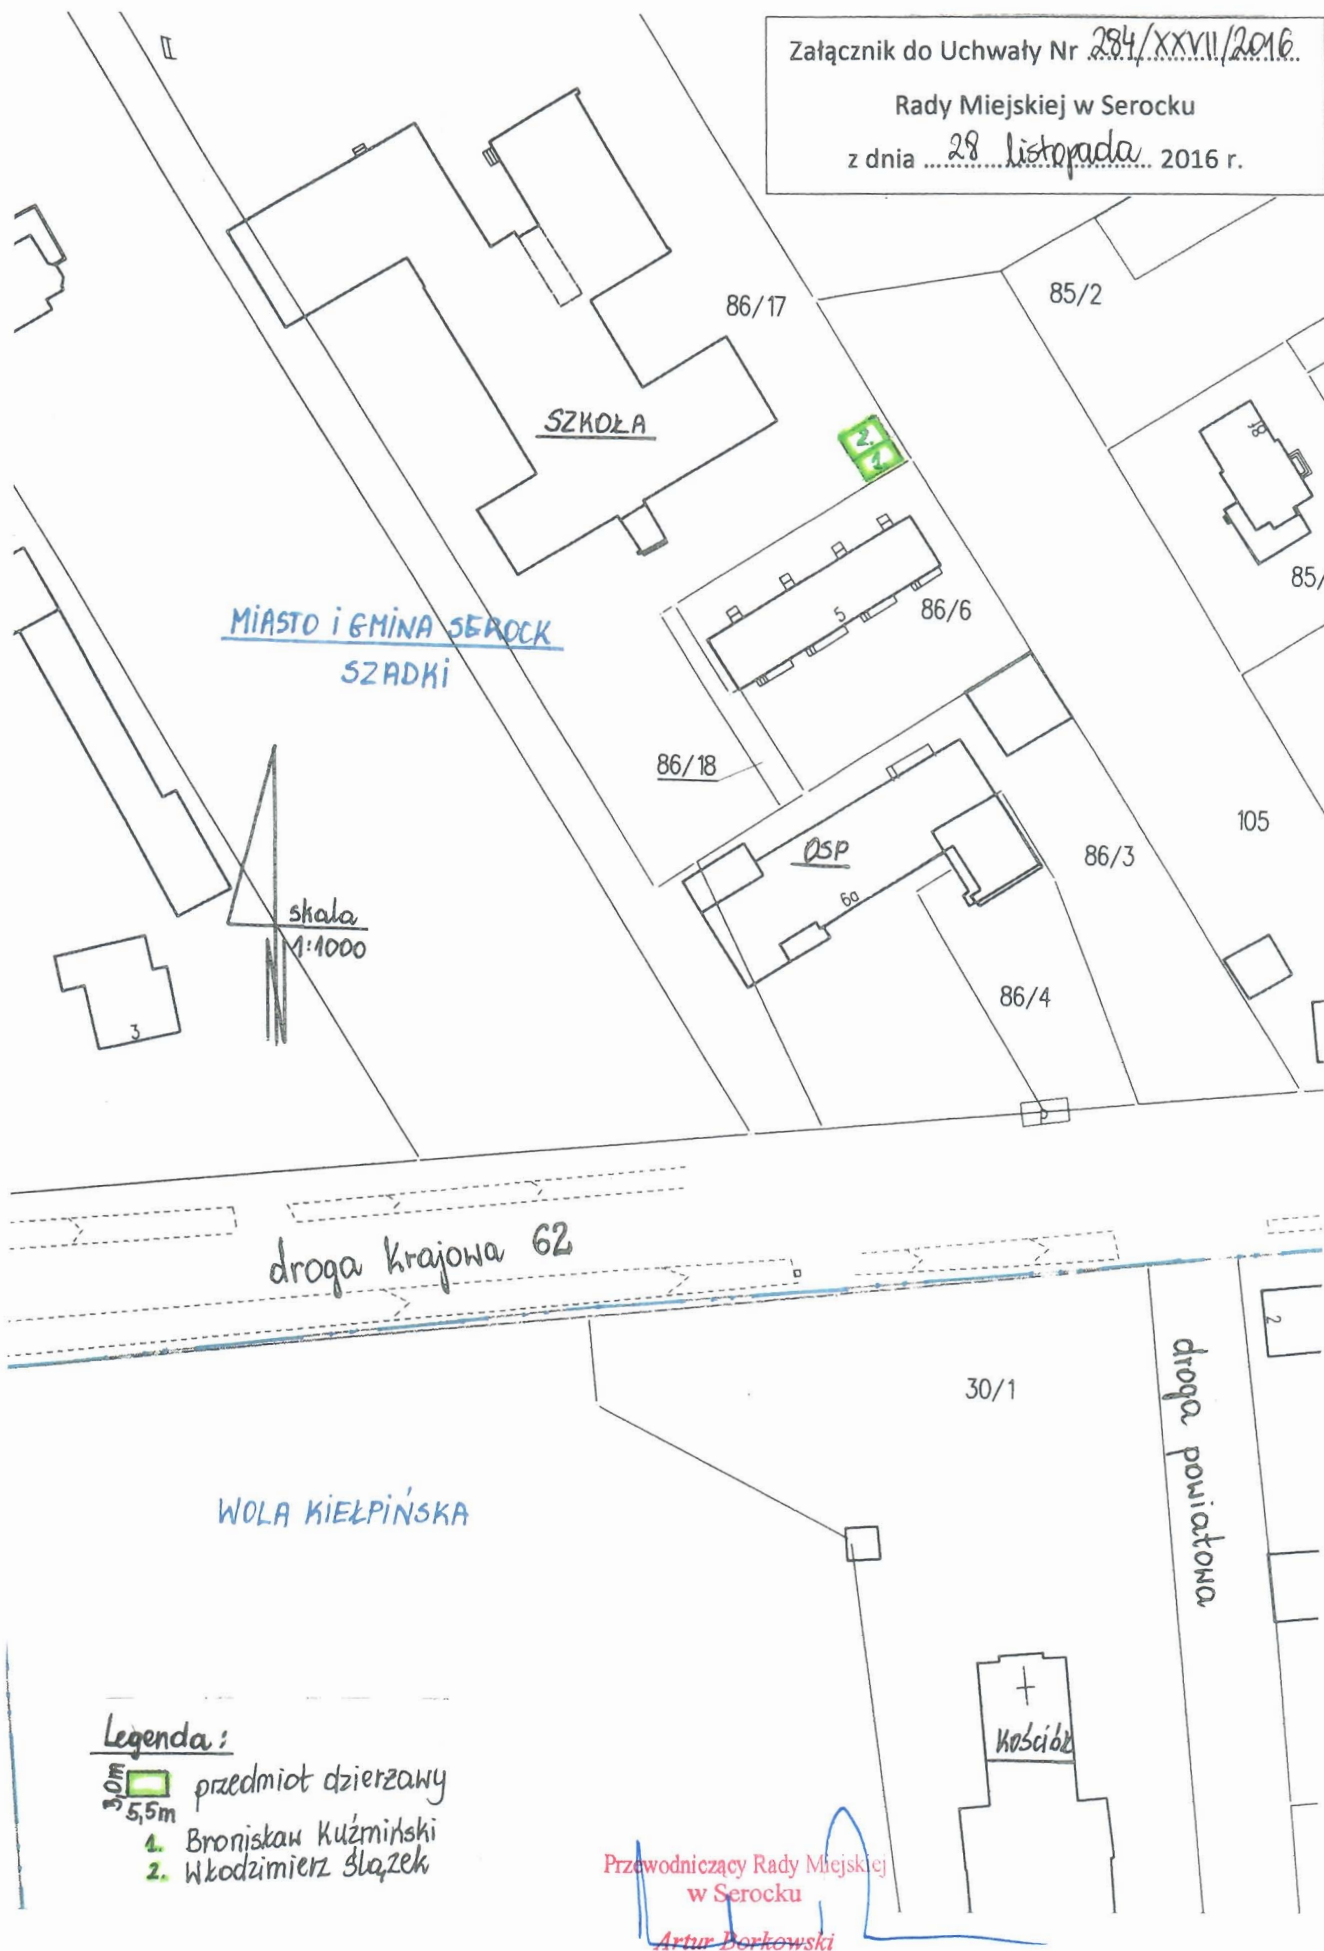 Załącznik do Uchwały Nr 284/XXVII/2016
Rady Miejskiej w Serocku
z dnia 28 listopada 2016 r.
86/17
85/2
SZKOŁA
2.
1.
18
85/
MIASTO i GMINA SEROCK
SZADKI
5
86/6
86/18
OSP
6a
86/3
105
skala
1:1000
N
3
86/4
droga krajowa 62
2
30/1
droga powiatowa
WOLA KIEŁPIŃSKA
Kościół
Legenda:
3,0m
przedmiot dzierżawy
5,5m
1. Bronisław Kuźmiński
2. Włodzimierz Ślązek
Przewodniczący Rady Miejskiej
w Serocku
Artur Borkowski